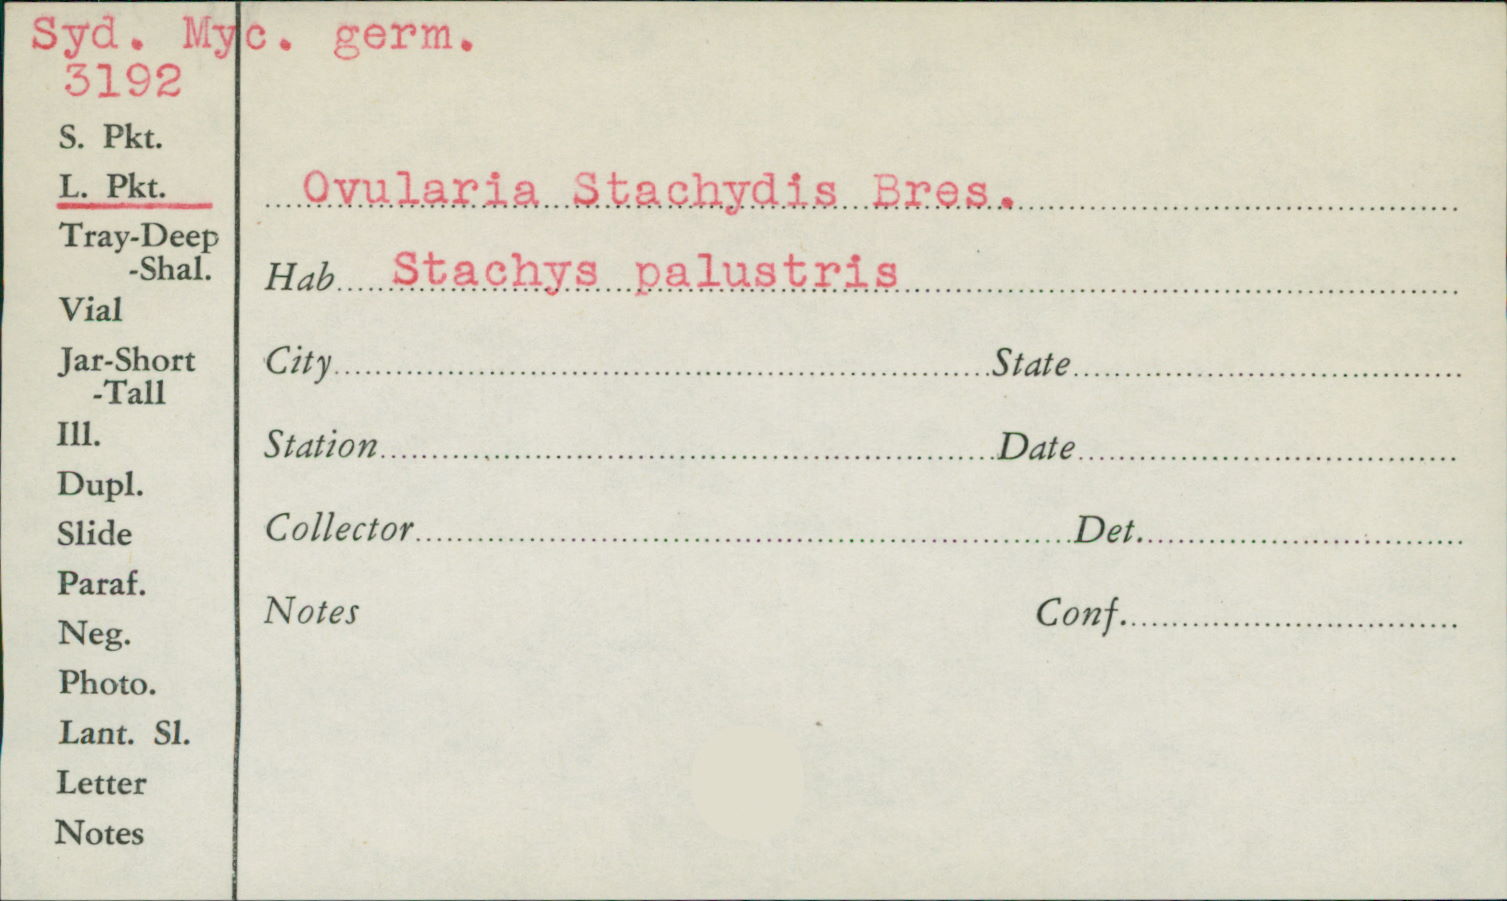 Syd. Myc. germ.
3192
S. Pkt.
L. Pkt.
Tray-Deep
-Shal.
Vial
Jar-Short
-Tall
Ill.
Dupl.
Slide
Paraf.
Neg.
Photo.
Lant. Sl.
Letter
Notes
Ovularia Stachydis Bres.
Hab Stachys palustris
City State
Station Date
Collector Det.
Notes Conf.